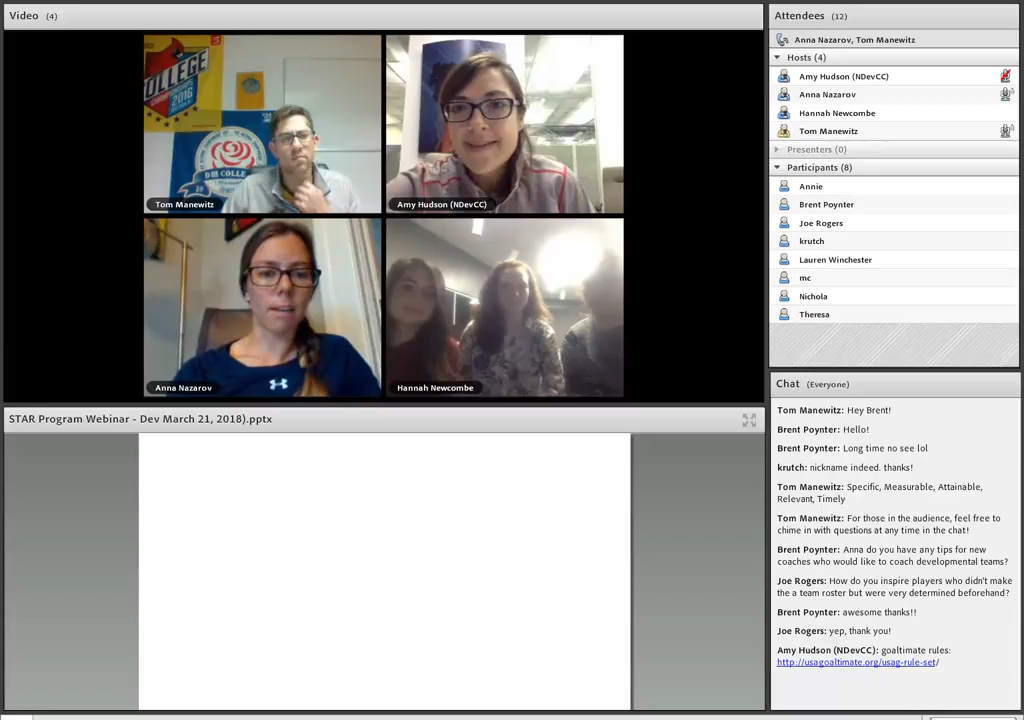 Video (4)
COLLEGE
CHAMPIONSHIPS
2016
DIII COLLE
Tom Manewitz
Amy Hudson (NDevCC)
Anna Nazarov
Hannah Newcombe
STAR Program Webinar - Dev March 21, 2018).pptx
Attendees (12)
Anna Nazarov, Tom Manewitz
Hosts (4)
Amy Hudson (NDevCC)
Anna Nazarov
Hannah Newcombe
Tom Manewitz
Presenters (0)
Participants (8)
Annie
Brent Poynter
Joe Rogers
krutch
Lauren Winchester
mc
Nichola
Theresa
Chat (Everyone)
Tom Manewitz: Hey Brent!
Brent Poynter: Hello!
Brent Poynter: Long time no see lol
krutch: nickname indeed. thanks!
Tom Manewitz: Specific, Measurable, Attainable,
Relevant, Timely
Tom Manewitz: For those in the audience, feel free to
chime in with questions at any time in the chat!
Brent Poynter: Anna do you have any tips for new
coaches who would like to coach developmental teams?
Joe Rogers: How do you inspire players who didn't make
the a team roster but were very determined beforehand?
Brent Poynter: awesome thanks!!
Joe Rogers: yep, thank you!
Amy Hudson (NDevCC): goaltimate rules:
http://usagoaltimate.org/usag-rule-set/